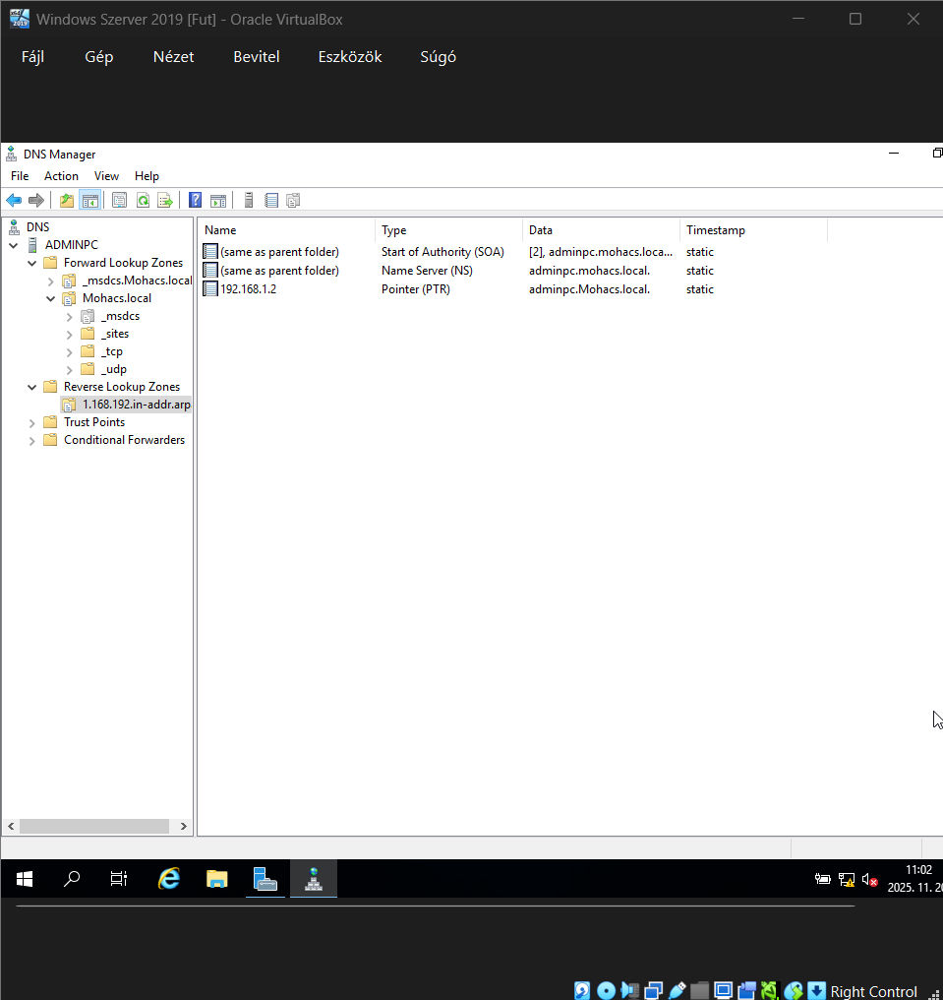 Windows Szerver 2019 [Fut] - Oracle VirtualBox
Fájl Gép Nézet Bevitel Eszközök Súgó
DNS Manager
File Action View Help
DNS
ADMINPC
Forward Lookup Zones
_msdcs.Mohacs.local
Mohacs.local
_msdcs
_sites
_tcp
_udp
Reverse Lookup Zones
1.168.192.in-addr.arp
Trust Points
Conditional Forwarders
Name Type Data Timestamp
(same as parent folder) Start of Authority (SOA) [2], adminpc.mohacs.loca... static
(same as parent folder) Name Server (NS) adminpc.mohacs.local. static
192.168.1.2 Pointer (PTR) adminpc.Mohacs.local. static
11:02
2025. 11. 20
Right Control